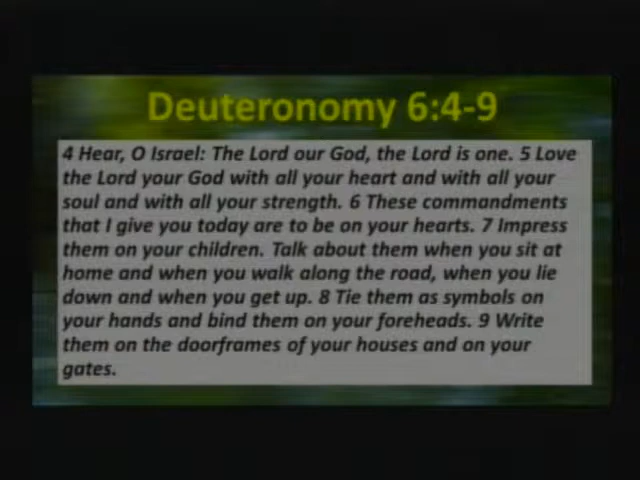 Deuteronomy 6:4-9
4 Hear, O Israel: The Lord our God, the Lord is one. 5 Love
the Lord your God with all your heart and with all your
soul and with all your strength. 6 These commandments
that I give you today are to be on your hearts. 7 Impress
them on your children. Talk about them when you sit at
home and when you walk along the road, when you lie
down and when you get up. 8 Tie them as symbols on
your hands and bind them on your foreheads. 9 Write
them on the doorframes of your houses and on your
gates.